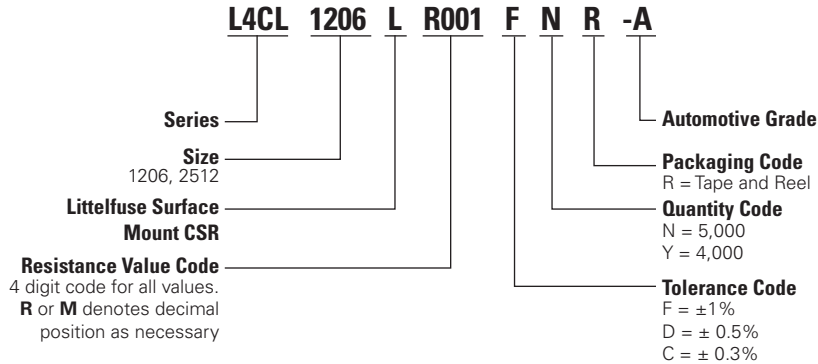 L4CL 1206 L R001 F N R -A
Series
Size
1206, 2512
Littelfuse Surface
Mount CSR
Resistance Value Code
4 digit code for all values.
R or M denotes decimal
position as necessary
Automotive Grade
Packaging Code
R = Tape and Reel
Quantity Code
N = 5,000
Y = 4,000
Tolerance Code
F = ±1%
D = ± 0.5%
C = ± 0.3%